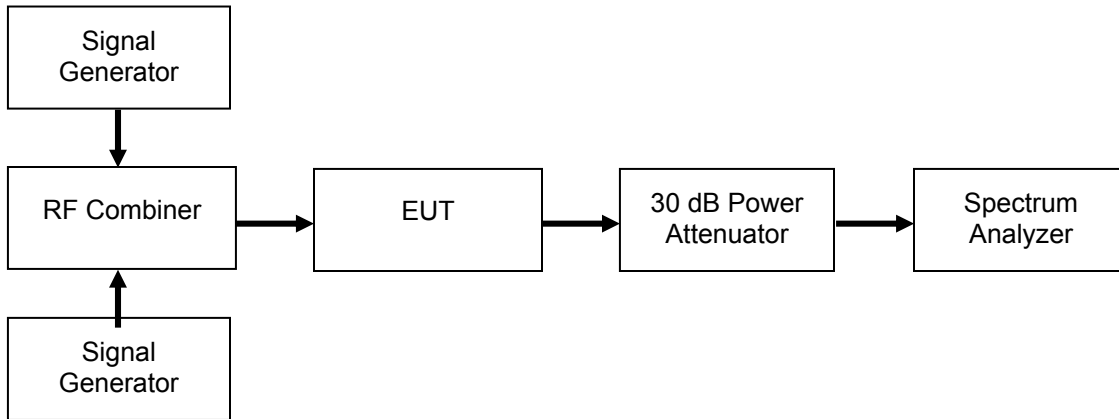 Signal
Generator
RF Combiner
EUT
30 dB Power
Attenuator
Spectrum
Analyzer
Signal
Generator